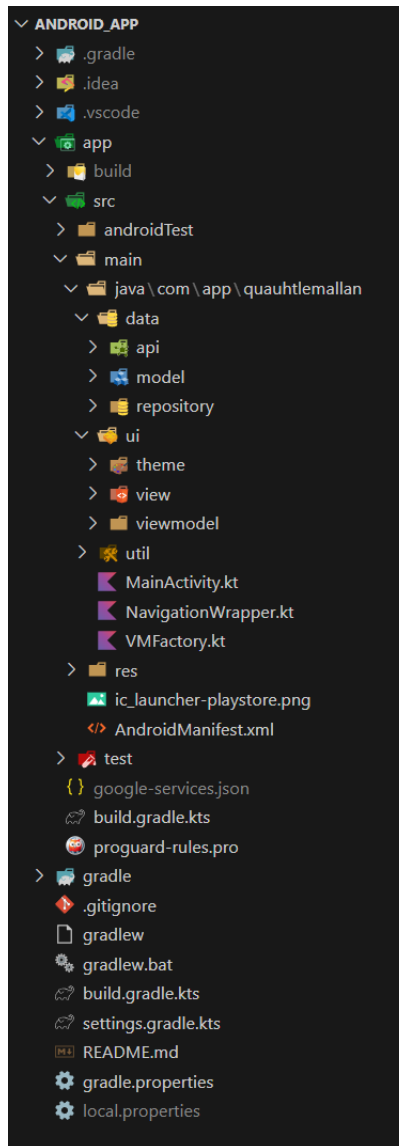 ANDROID_APP
.gradle
.idea
.vscode
app
build
src
androidTest
main
java\com\app\quauhtlemallan
data
api
model
repository
ui
theme
view
viewmodel
util
MainActivity.kt
NavigationWrapper.kt
VMFactory.kt
res
ic_launcher-playstore.png
AndroidManifest.xml
test
google-services.json
build.gradle.kts
proguard-rules.pro
gradle
.gitignore
gradlew
gradlew.bat
build.gradle.kts
settings.gradle.kts
README.md
gradle.properties
local.properties